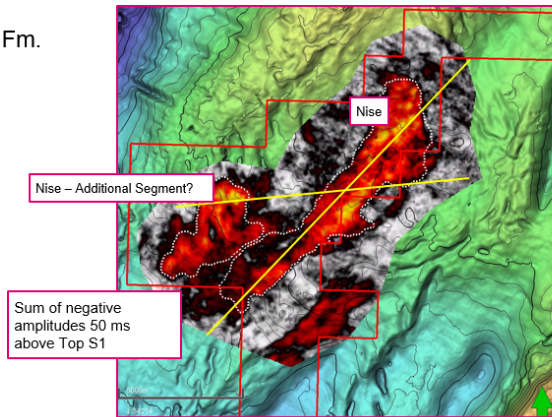 Fm.
Nise
Nise – Additional Segment?
Sum of negative
amplitudes 50 ms
above Top S1